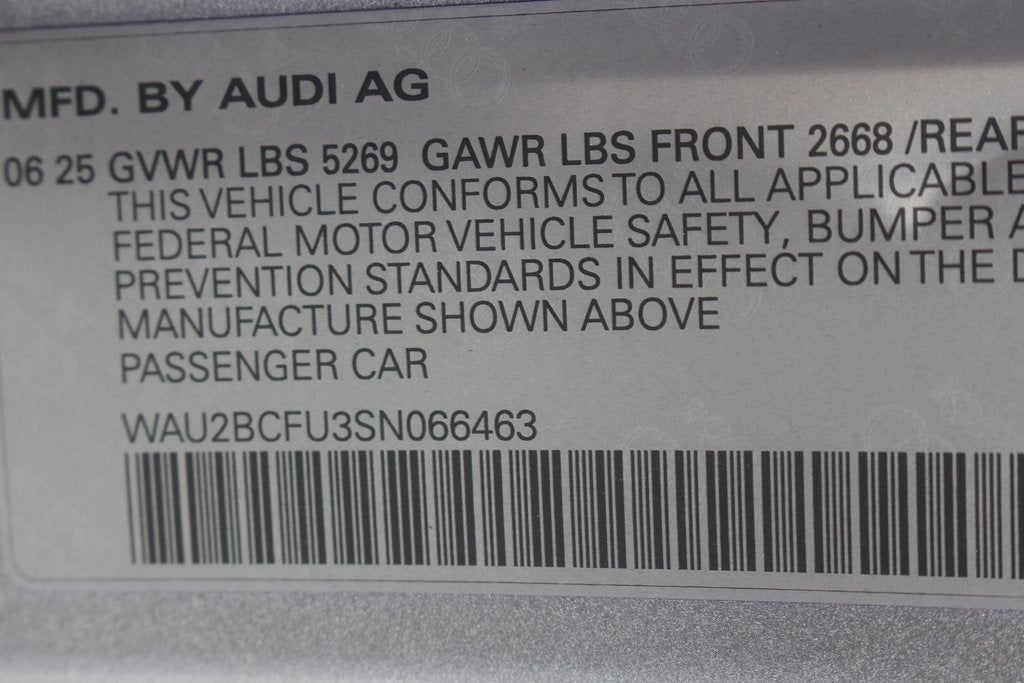 MFD. BY AUDI AG
06 25 GVWR LBS 5269 GAWR LBS FRONT 2668 /REAR
THIS VEHICLE CONFORMS TO ALL APPLICABLE
FEDERAL MOTOR VEHICLE SAFETY, BUMPER A
PREVENTION STANDARDS IN EFFECT ON THE D
MANUFACTURE SHOWN ABOVE
PASSENGER CAR
WAU2BCFU3SN066463